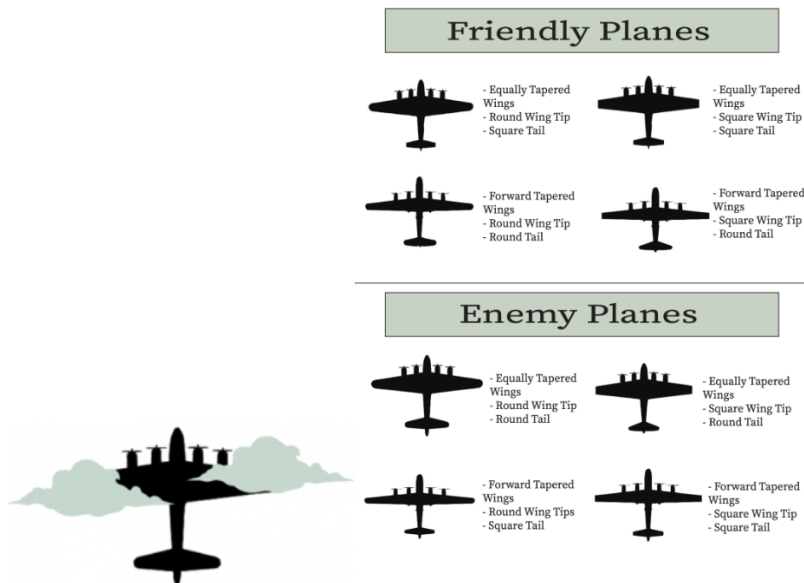 Friendly Planes
- Equally Tapered
Wings
- Round Wing Tip
- Square Tail
- Equally Tapered
Wings
- Square Wing Tip
- Square Tail
- Forward Tapered
Wings
- Round Wing Tip
- Round Tail
- Forward Tapered
Wings
- Square Wing Tip
- Round Tail
Enemy Planes
- Equally Tapered
Wings
- Round Wing Tip
- Round Tail
- Equally Tapered
Wings
- Square Wing Tip
- Round Tail
- Forward Tapered
Wings
- Round Wing Tips
- Square Tail
- Forward Tapered
Wings
- Square Wing Tip
- Square Tail